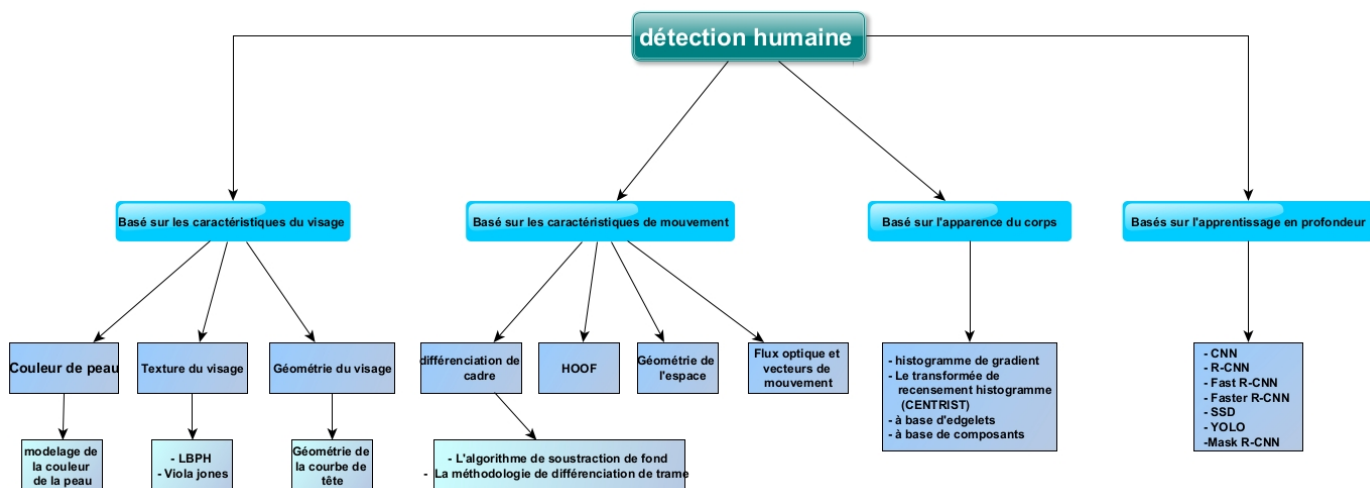 détection humaine
Basé sur les caractéristiques du visage
Basé sur les caractéristiques de mouvement
Basé sur l'apparence du corps
Basés sur l'apprentissage en profondeur
Couleur de peau
Texture du visage
Géométrie du visage
différenciation de
cadre
HOOF
Géométrie de
l'espace
Flux optique et
vecteurs de
mouvement
- histogramme de gradient
- Le transformée de
recensement histogramme
(CENTRIST)
- à base d'edgelets
- à base de composants
- CNN
- R-CNN
- Fast R-CNN
- Faster R-CNN
- SSD
- YOLO
-Mask R-CNN
modelage de
la couleur
de la peau
- LBPH
- Viola jones
Géométrie de
la courbe de
tête
- L'algorithme de soustraction de fond
- La méthodologie de différenciation de trame